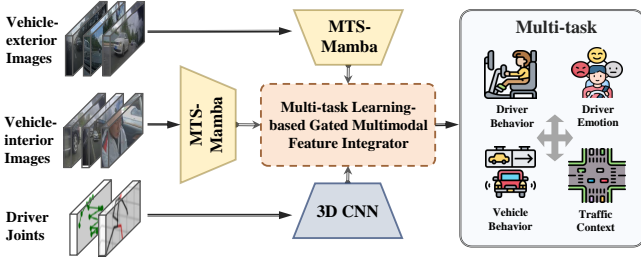 Vehicle-
exterior
Images
MTS-
Mamba
Vehicle-
interior
Images
MTS-
Mamba
Multi-task Learning-
based Gated Multimodal
Feature Integrator
Driver
Joints
3D CNN
Multi-task
Driver
Behavior
Driver
Emotion
Vehicle
Behavior
Traffic
Context